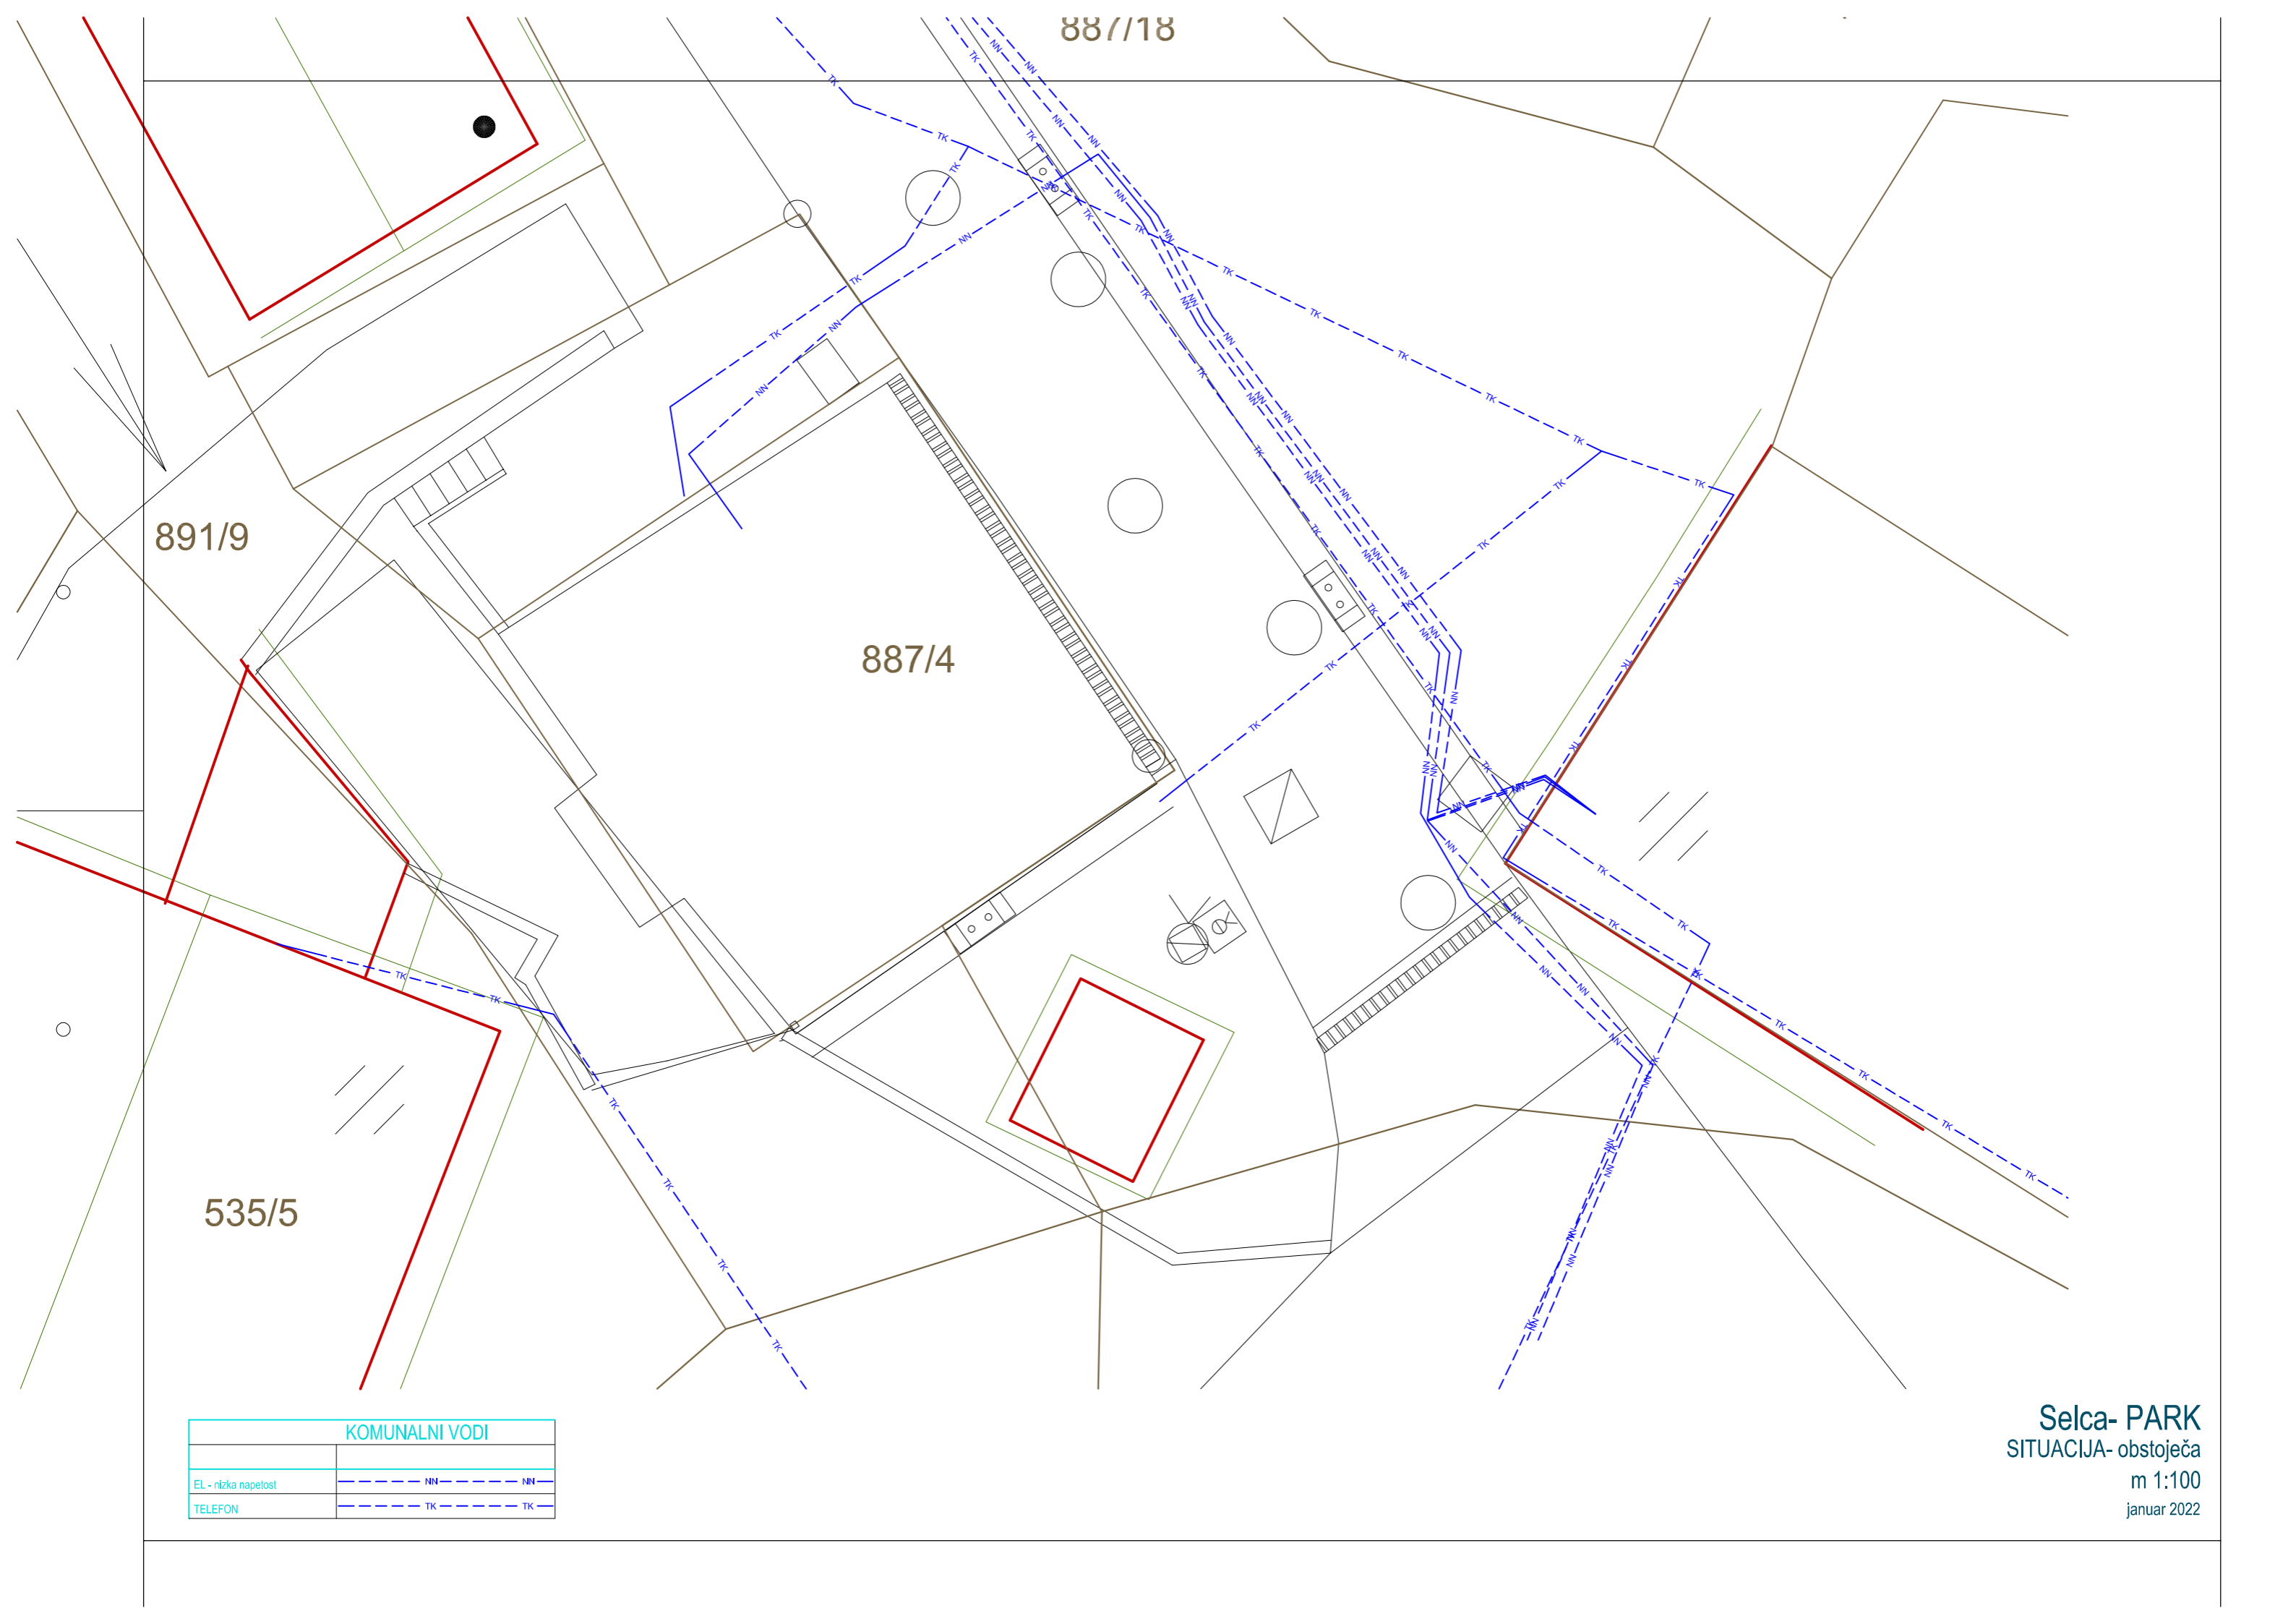 887/18
891/9
887/4
535/5
KOMUNALNI VODI
EL - nizka napetost
NN NN
TELEFON
TK TK
Selca- PARK
SITUACIJA- obstoječa
m 1:100
januar 2022